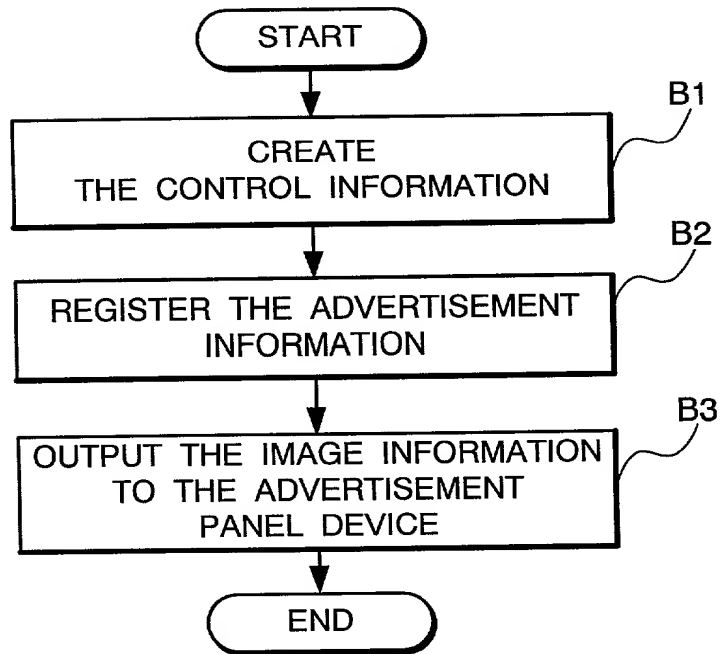 START
B1
CREATE
THE CONTROL INFORMATION
B2
REGISTER THE ADVERTISEMENT
INFORMATION
B3
OUTPUT THE IMAGE INFORMATION
TO THE ADVERTISEMENT
PANEL DEVICE
END